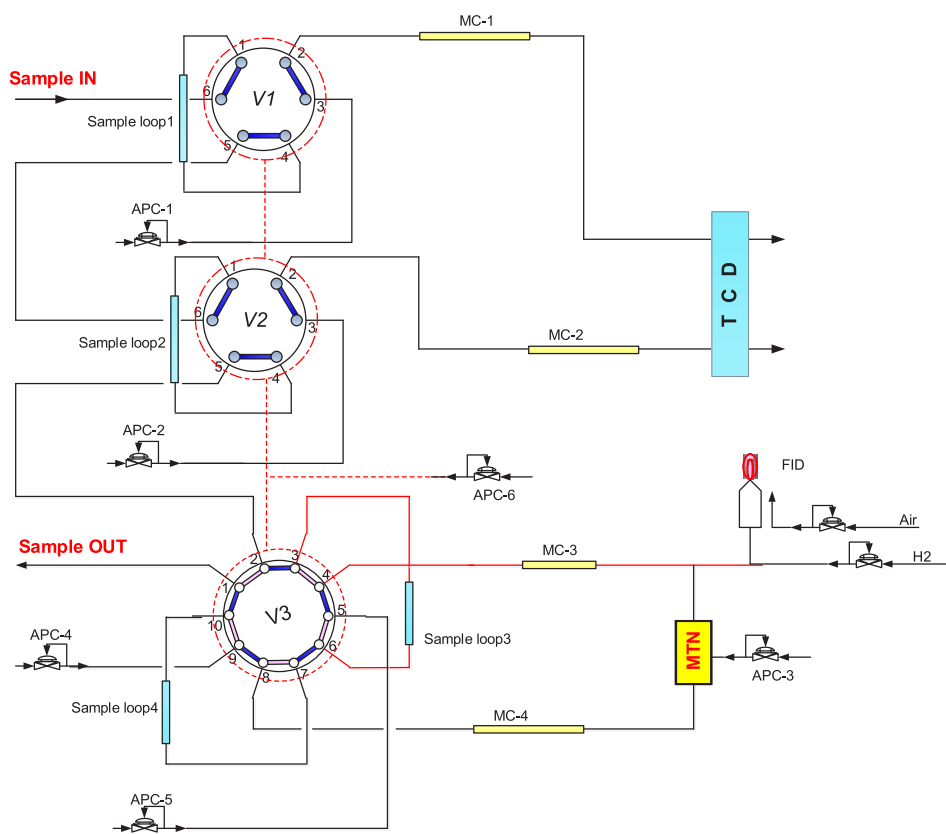 MC-1
1
2
Sample IN
6
V1
3
Sample loop1
5
4
APC-1
TCD
1
2
6
V2
3
Sample loop2
MC-2
5
4
APC-2
FID
APC-6
Air
Sample OUT
2
3
MC-3
H2
1
4
V3
10
5
APC-4
9
6
Sample loop3
MTN
APC-3
8
7
Sample loop4
MC-4
APC-5